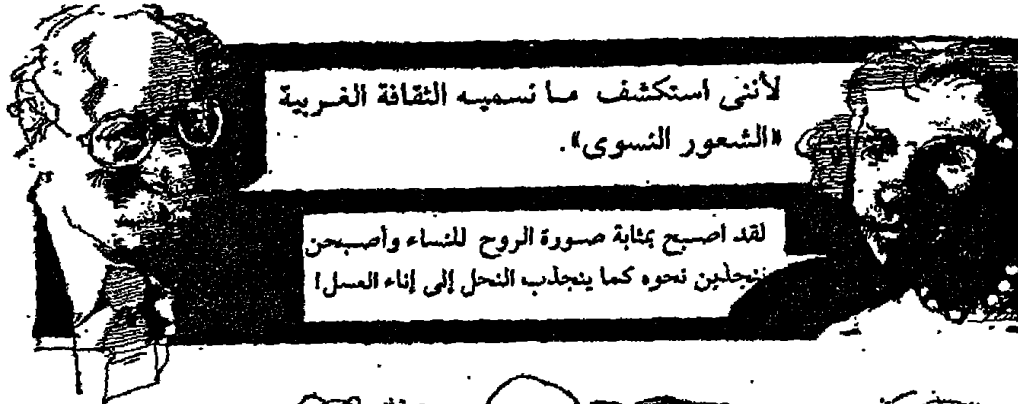 لأننى استكشف ما نسميه الثقافة الغربية
«الشعور النسوى».
لقد اصبح بمثابة صورة الروح للنساء وأصبحن
ينجذبن نحوه كما ينجذب النحل إلى إناء العسل!